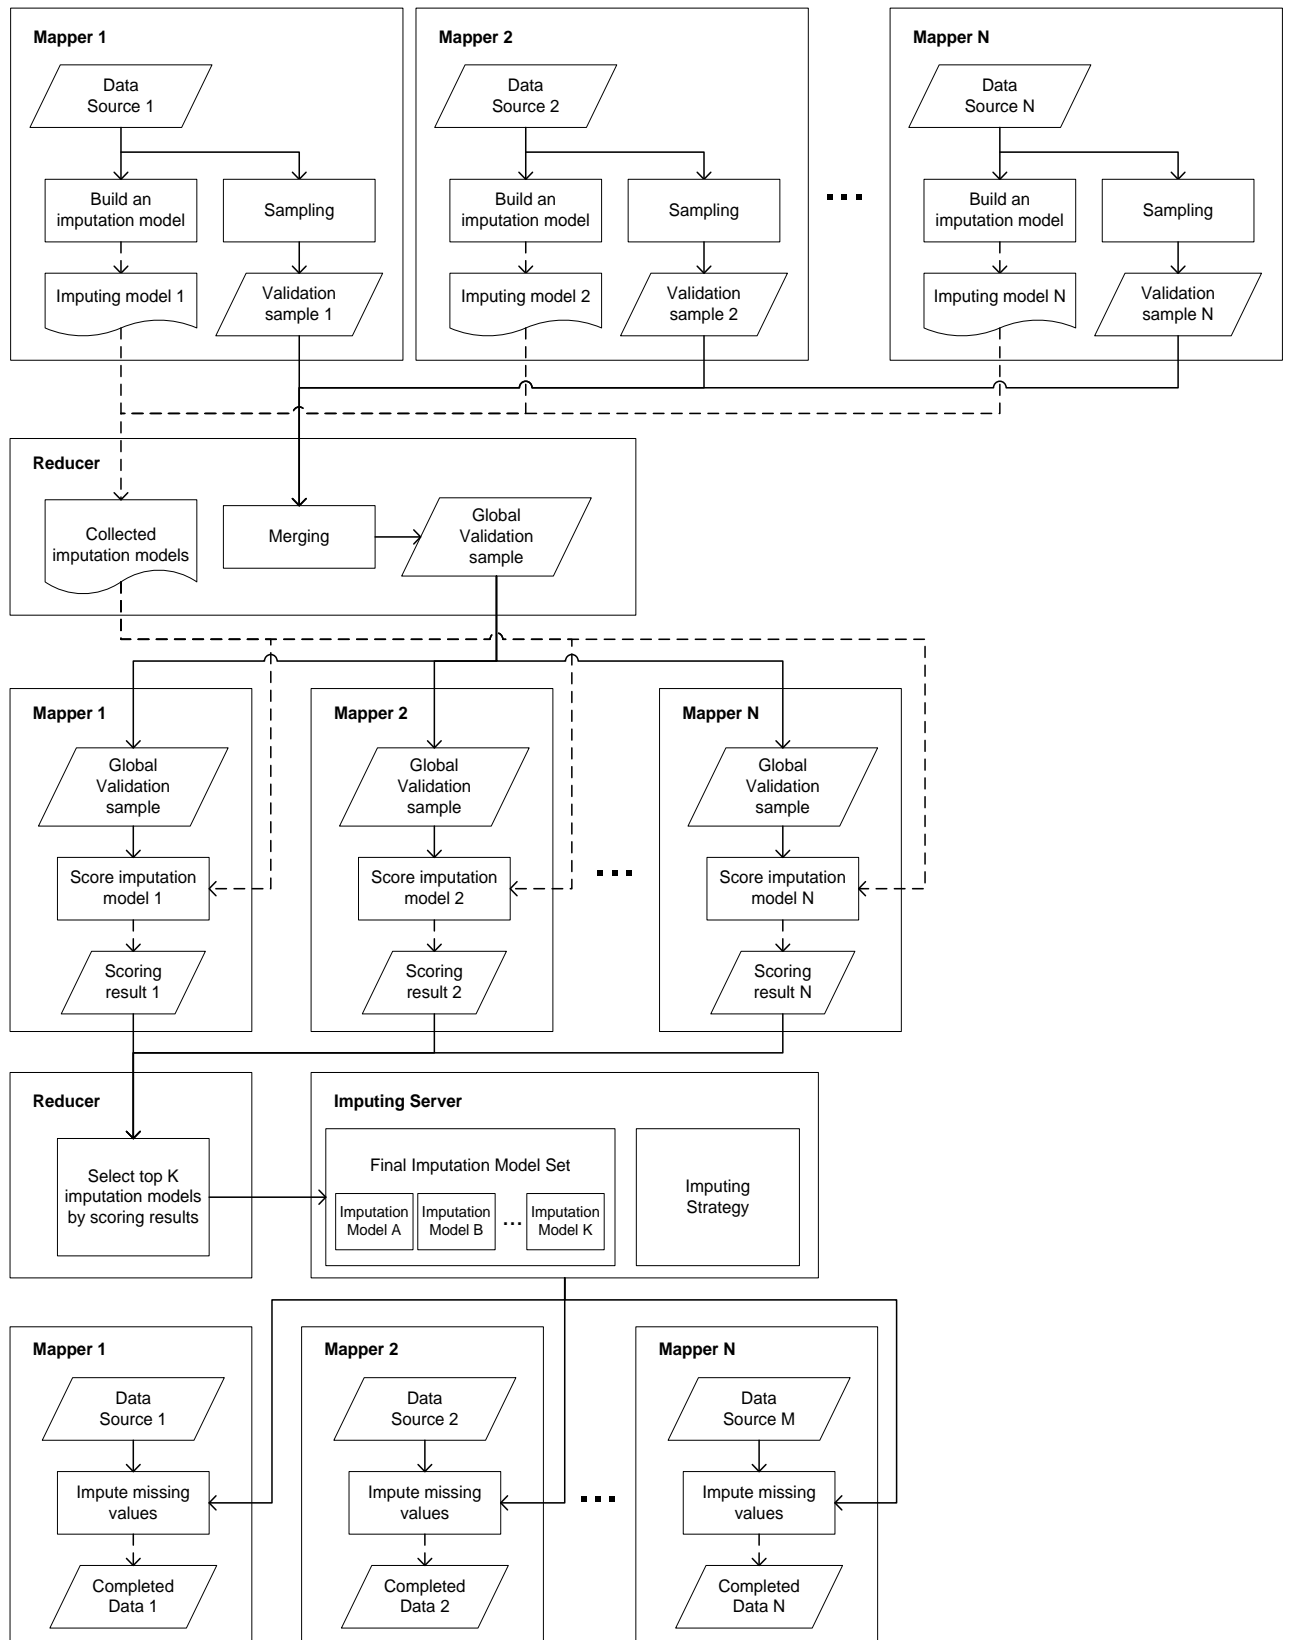 Mapper 1
Data
Source 1
Build an
imputation model
Sampling
Imputing model 1
Validation
sample 1
Mapper 2
Data
Source 2
Build an
imputation model
Sampling
Imputing model 2
Validation
sample 2
...
Mapper N
Data
Source N
Build an
imputation model
Sampling
Imputing model N
Validation
sample N
Reducer
Collected
imputation models
Merging
Global
Validation
sample
Mapper 1
Global
Validation
sample
Score imputation
model 1
Scoring
result 1
Mapper 2
Global
Validation
sample
Score imputation
model 2
Scoring
result 2
...
Mapper N
Global
Validation
sample
Score imputation
model N
Scoring
result N
Reducer
Select top K
imputation models
by scoring results
Imputing Server
Final Imputation Model Set
Imputation
Model A
Imputation
Model B
...
Imputation
Model K
Imputing
Strategy
Mapper 1
Data
Source 1
Impute missing
values
Completed
Data 1
Mapper 2
Data
Source 2
Impute missing
values
Completed
Data 2
...
Mapper N
Data
Source M
Impute missing
values
Completed
Data N